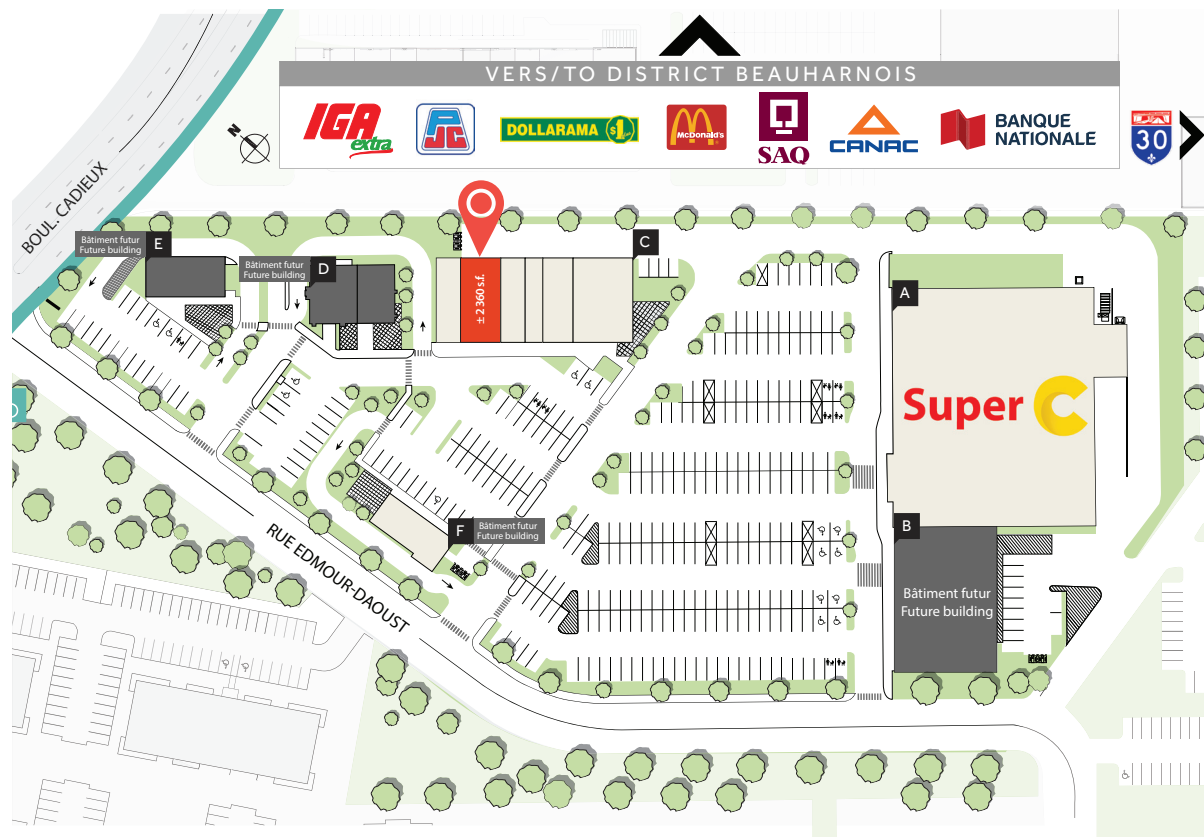 VERS/TO DISTRICT BEAUHARNOIS
IGA
extra
PJC
DOLLARAMA $1
McDonald's
SAQ
CANAC
BANQUE
NATIONALE
30
N
BOUL. CADIEUX
Bâtiment futur
Future building
E
Bâtiment futur
Future building
D
C
± 2 360 s.f.
A
Super C
B
Bâtiment futur
Future building
F
Bâtiment futur
Future building
RUE EDMOUR-DAOUST